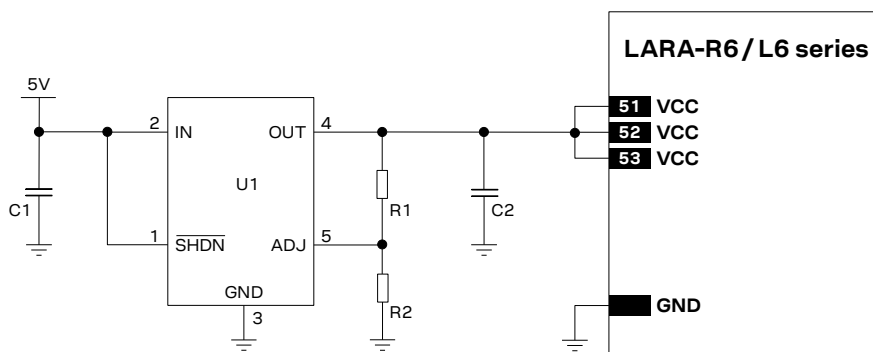 LARA-R6 / L6 series
5V
51 VCC
2 IN OUT 4
52 VCC
53 VCC
U1
C1
R1
C2
1 SHDN ADJ 5
GND
3
R2
GND